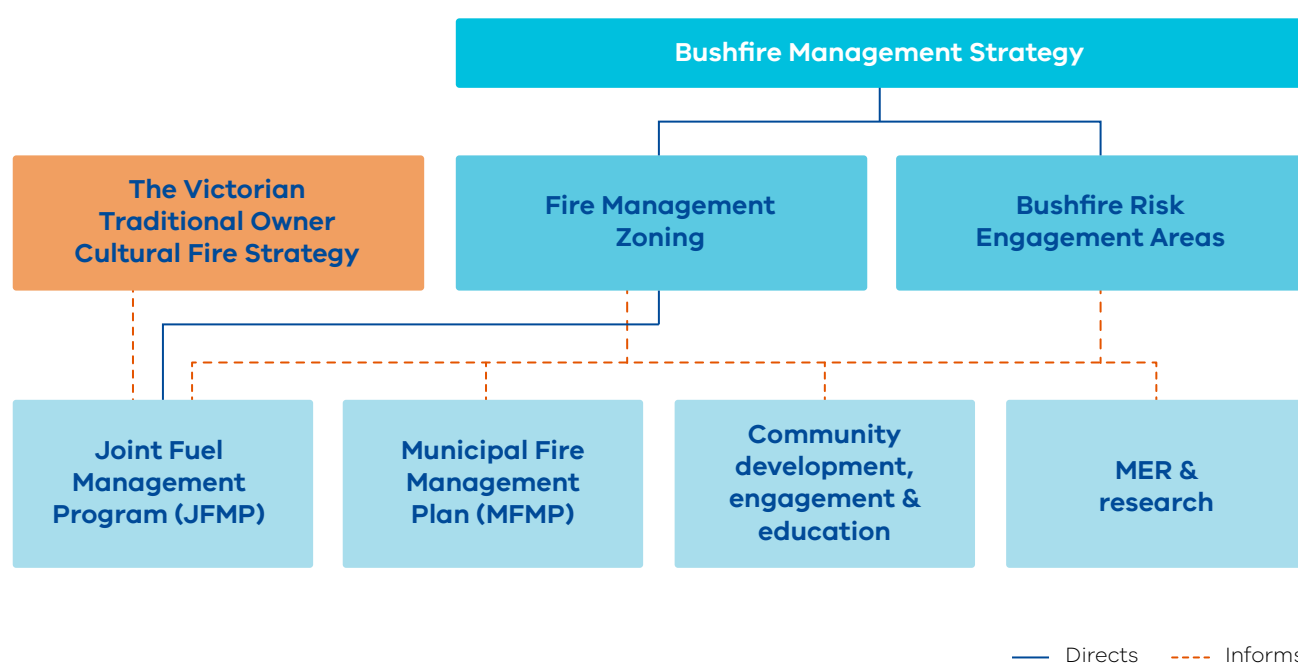 Bushfire Management Strategy
The Victorian
Traditional Owner
Cultural Fire Strategy
Fire Management
Zoning
Bushfire Risk
Engagement Areas
Joint Fuel
Management
Program (JFMP)
Municipal Fire
Management
Plan (MFMP)
Community
development,
engagement &
education
MER &
research
Directs
Informs